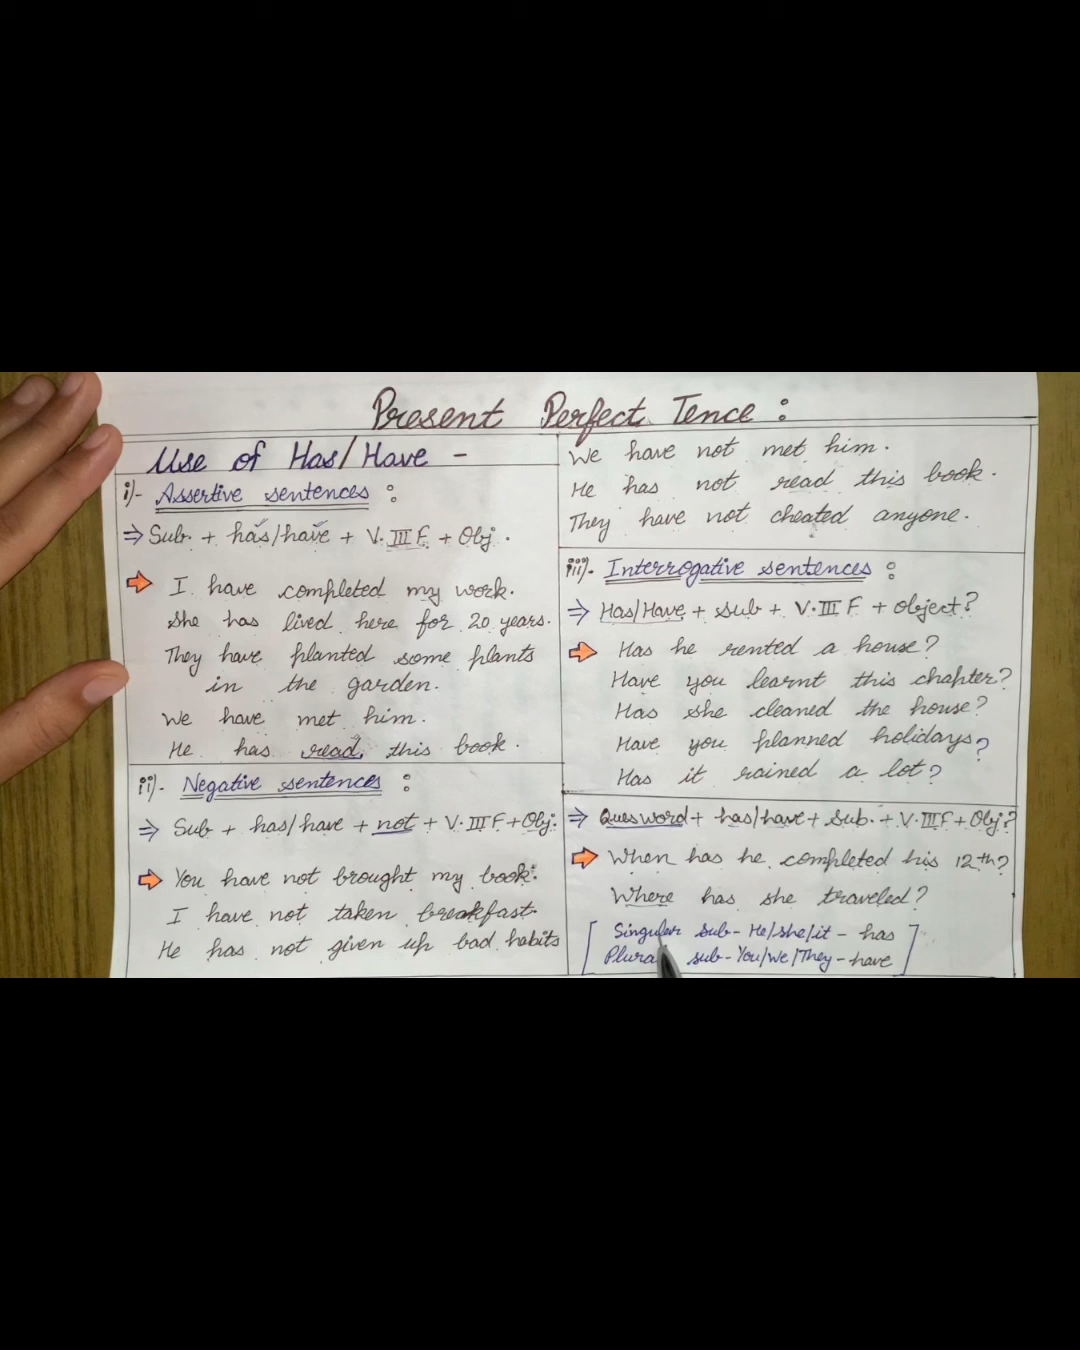 Present Perfect Tence :
Use of Has/Have -
i)- Assertive sentences :
⇒ Sub. + has/have + V.III F. + Obj.
I have completed my work.
She has lived here for 20 years.
They have planted some plants
in the garden.
We have met him.
He has read this book.
ii)- Negative sentences :
⇒ Sub + has/have + not + V.III F + Obj.
You have not brought my book.
I have not taken breakfast.
He has not given up bad habits
We have not met him.
He has not read this book.
They have not cheated anyone.
iii)- Interrogative sentences :
⇒ Has/Have + sub + V.III F + object?
Has he rented a house?
Have you learnt this chapter?
Has she cleaned the house?
Have you planned holidays?
Has it rained a lot?
⇒ Ques word + has/have + sub. + V.III F + Obj?
When has he completed his 12th?
Where has she traveled?
[ Singular sub - He/she/it - has ]
Plural sub - You/We/They - have